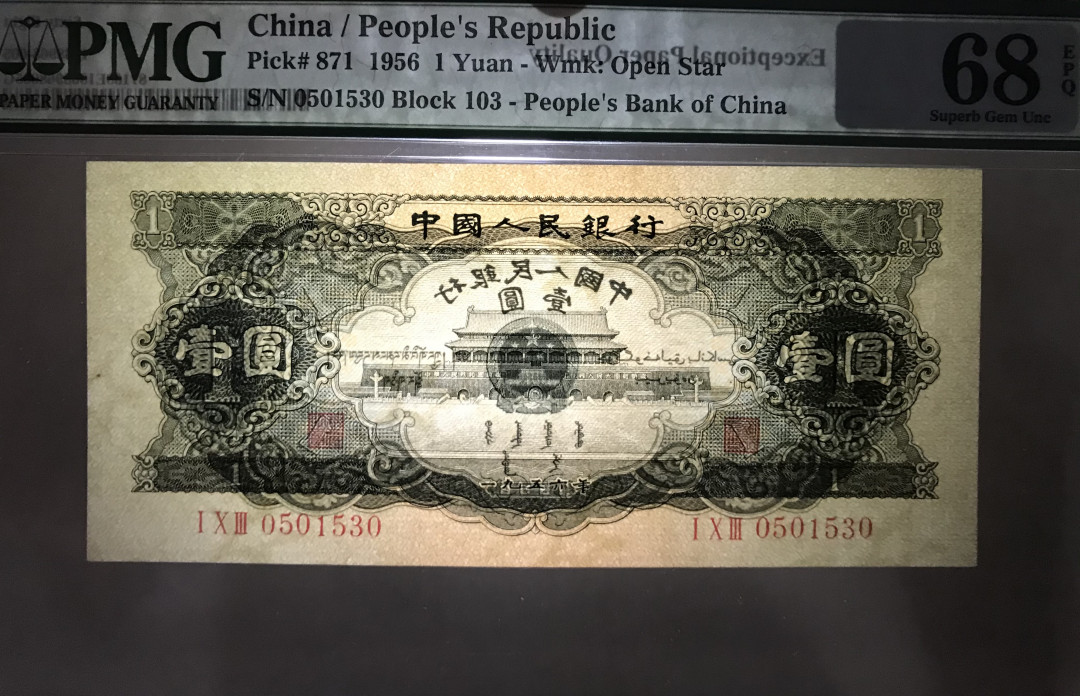 PMG
PAPER MONEY GUARANTY
China / People's Republic
Pick# 871 1956 1 Yuan - Wmk: Open Star
S/N 0501530 Block 103 - People's Bank of China
Exceptional Paper Quality
68
EPQ
Superb Gem Unc
1
1
中國人民銀行
中國人民銀行
壹圓
壹圓
壹圓
1
1
一九五六年
I X III 0501530
I X III 0501530